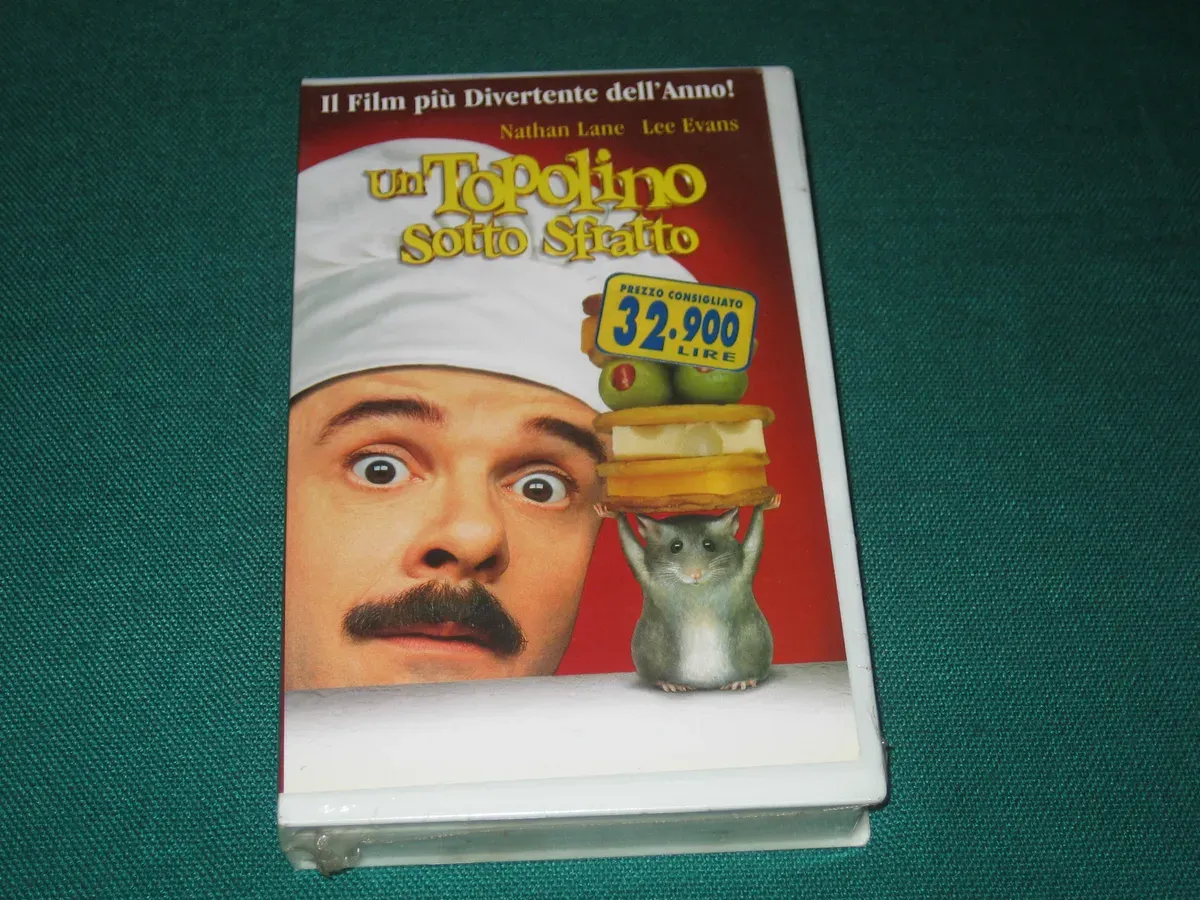 Il Film più Divertente dell'Anno!
Nathan Lane Lee Evans
Un Topolino
Sotto Sfratto
PREZZO CONSIGLIATO
32.900
LIRE